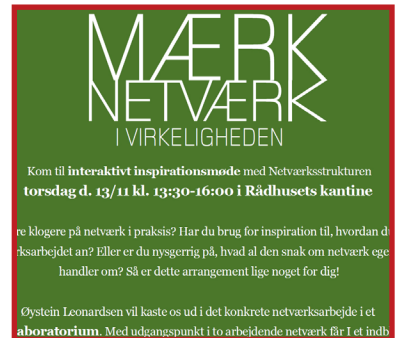 MÆRK
NETVÆRK
I VIRKELIGHEDEN
Kom til interaktivt inspirationsmøde med Netværksstrukturen
torsdag d. 13/11 kl. 13:30-16:00 i Rådhusets kantine
re klogere på netværk i praksis? Har du brug for inspiration til, hvordan du
rksarbejdet an? Eller er du nysgerrig på, hvad al den snak om netværk ege
handler om? Så er dette arrangement lige noget for dig!
Øystein Leonardsen vil kaste os ud i det konkrete netværksarbejde i et
aboratorium. Med udgangspunkt i to arbejdende netværk får I et indb